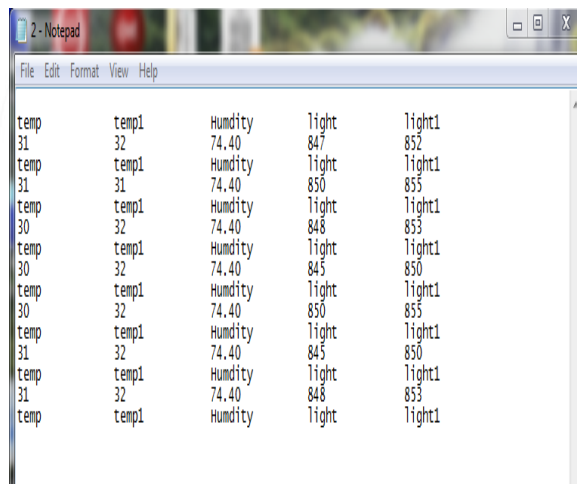 2 - Notepad
File Edit Format View Help
temp temp1 Humdity light light1
31 32 74.40 847 852
temp temp1 Humdity light light1
31 31 74.40 850 855
temp temp1 Humdity light light1
30 32 74.40 848 853
temp temp1 Humdity light light1
30 32 74.40 845 850
temp temp1 Humdity light light1
30 32 74.40 850 855
temp temp1 Humdity light light1
31 32 74.40 845 850
temp temp1 Humdity light light1
31 32 74.40 848 853
temp temp1 Humdity light light1